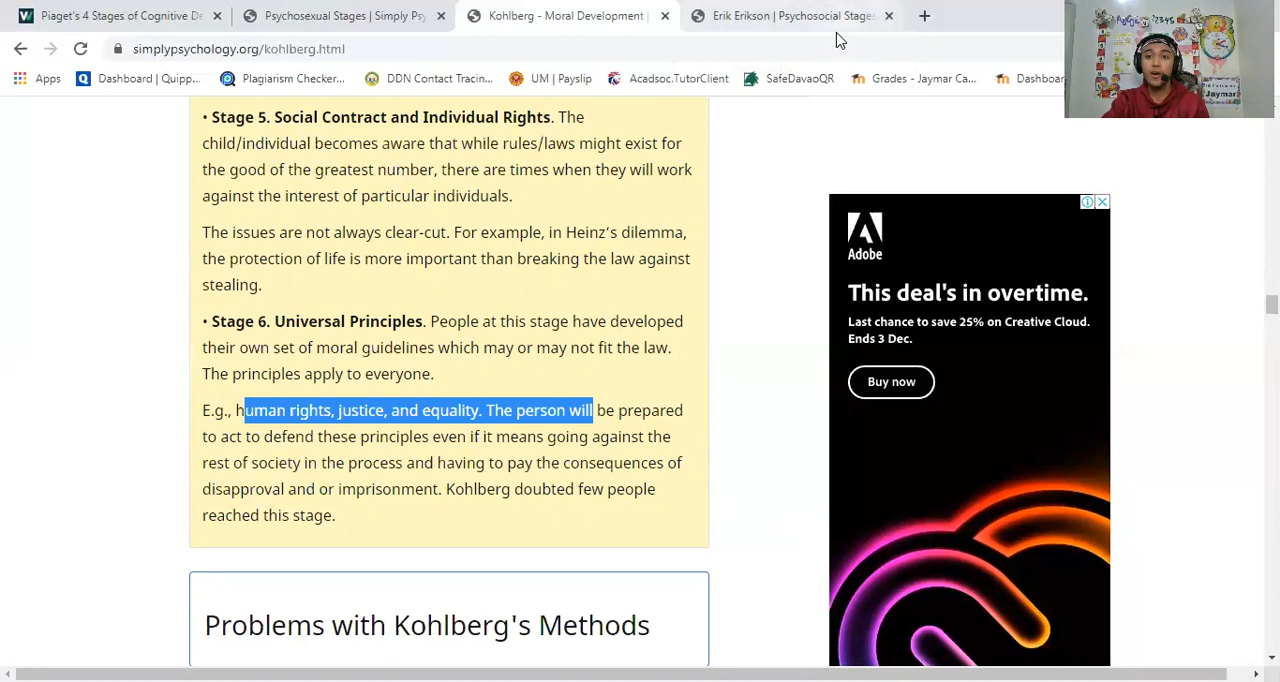 Piaget's 4 Stages of Cognitive De
Psychosexual Stages | Simply Psy
Kohlberg - Moral Development |
Erik Erikson | Psychosocial Stages
simplypsychology.org/kohlberg.html
Apps
Dashboard | Quipp...
Plagiarism Checker...
DDN Contact Tracin...
UM | Payslip
Acadsoc.TutorClient
SafeDavaoQR
Grades - Jaymar Ca...
Dashboar
Jaymar
• Stage 5. Social Contract and Individual Rights. The
child/individual becomes aware that while rules/laws might exist for
the good of the greatest number, there are times when they will work
against the interest of particular individuals.
The issues are not always clear-cut. For example, in Heinz's dilemma,
the protection of life is more important than breaking the law against
stealing.
• Stage 6. Universal Principles. People at this stage have developed
their own set of moral guidelines which may or may not fit the law.
The principles apply to everyone.
E.g., human rights, justice, and equality. The person will be prepared
to act to defend these principles even if it means going against the
rest of society in the process and having to pay the consequences of
disapproval and or imprisonment. Kohlberg doubted few people
reached this stage.
Problems with Kohlberg's Methods
Adobe
This deal's in overtime.
Last chance to save 25% on Creative Cloud.
Ends 3 Dec.
Buy now